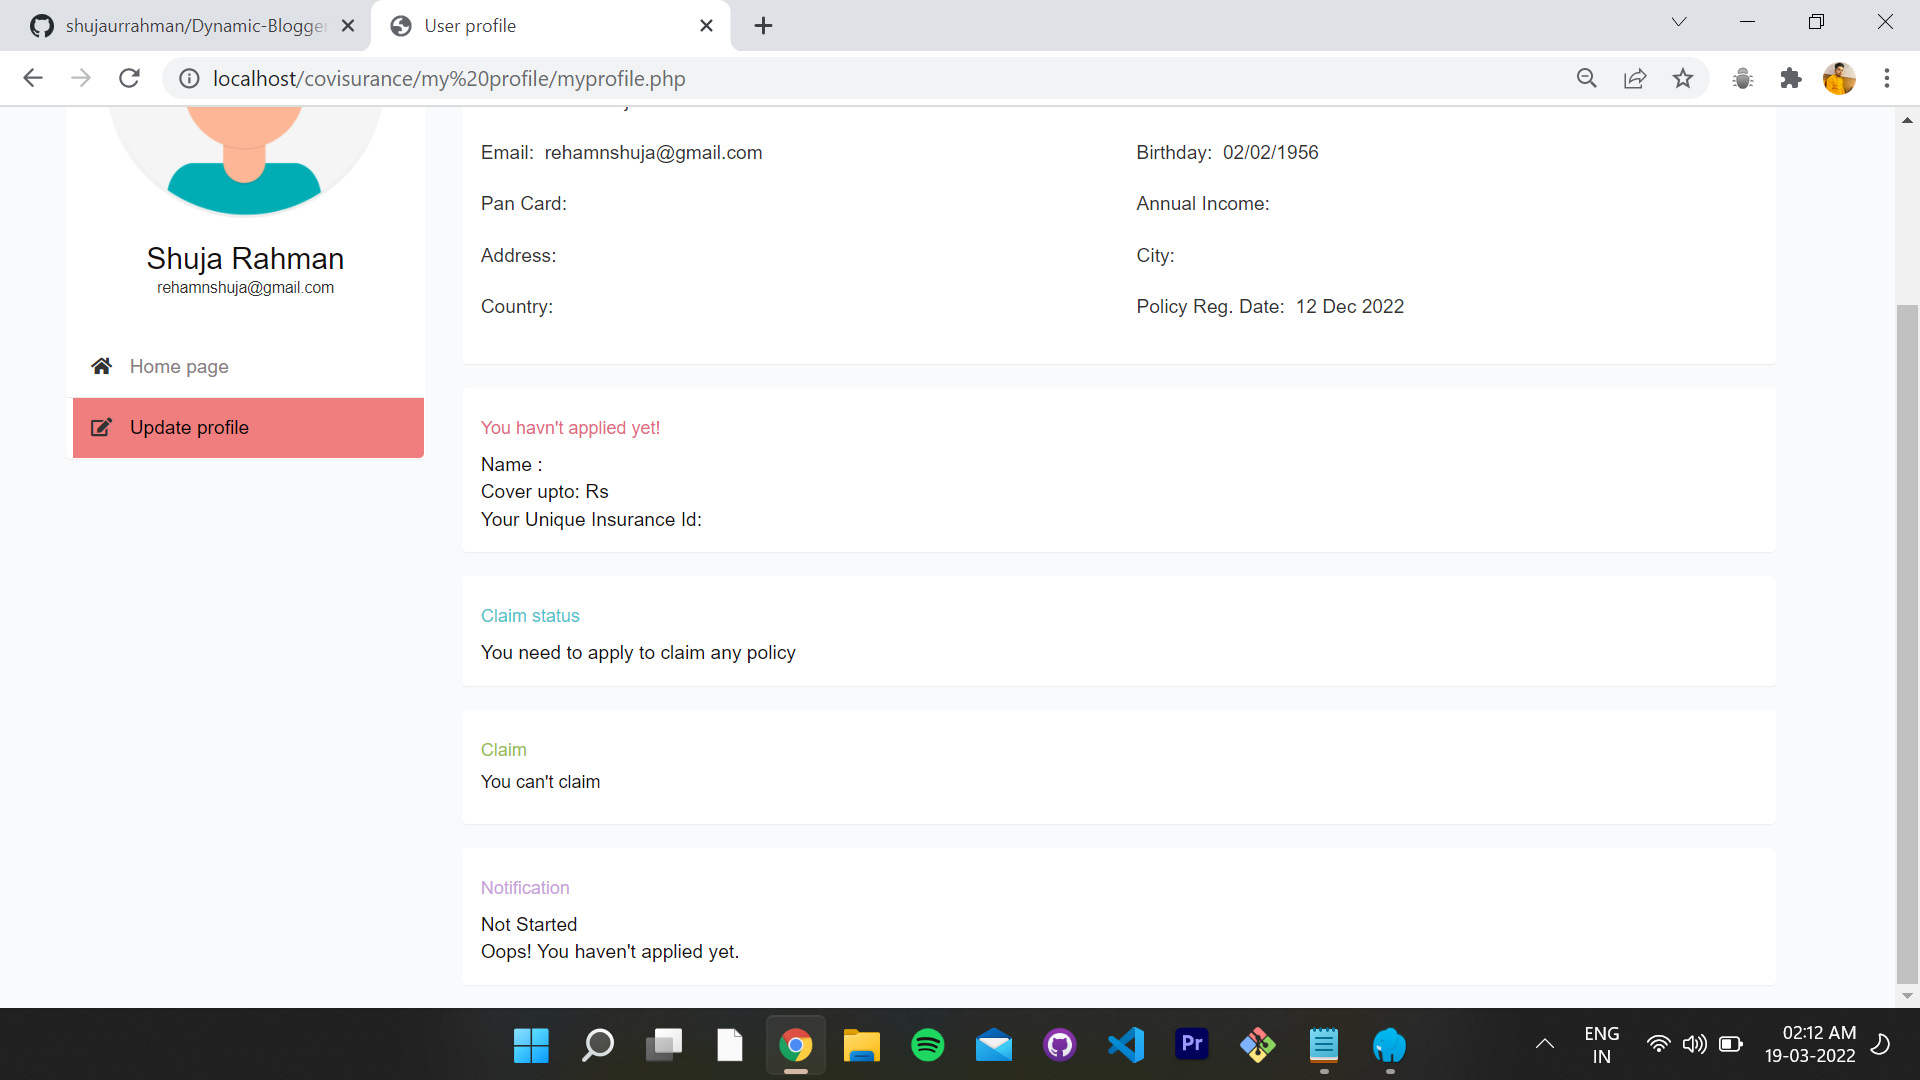 shujaurrahman/Dynamic-Blogger
User profile
localhost/covisurance/my%20profile/myprofile.php
Email: rehamnshuja@gmail.com
Birthday: 02/02/1956
Pan Card:
Annual Income:
Address:
City:
Country:
Policy Reg. Date: 12 Dec 2022
Shuja Rahman
rehamnshuja@gmail.com
Home page
Update profile
You havn't applied yet!
Name :
Cover upto: Rs
Your Unique Insurance Id:
Claim status
You need to apply to claim any policy
Claim
You can't claim
Notification
Not Started
Oops! You haven't applied yet.
Pr
ENG
IN
02:12 AM
19-03-2022